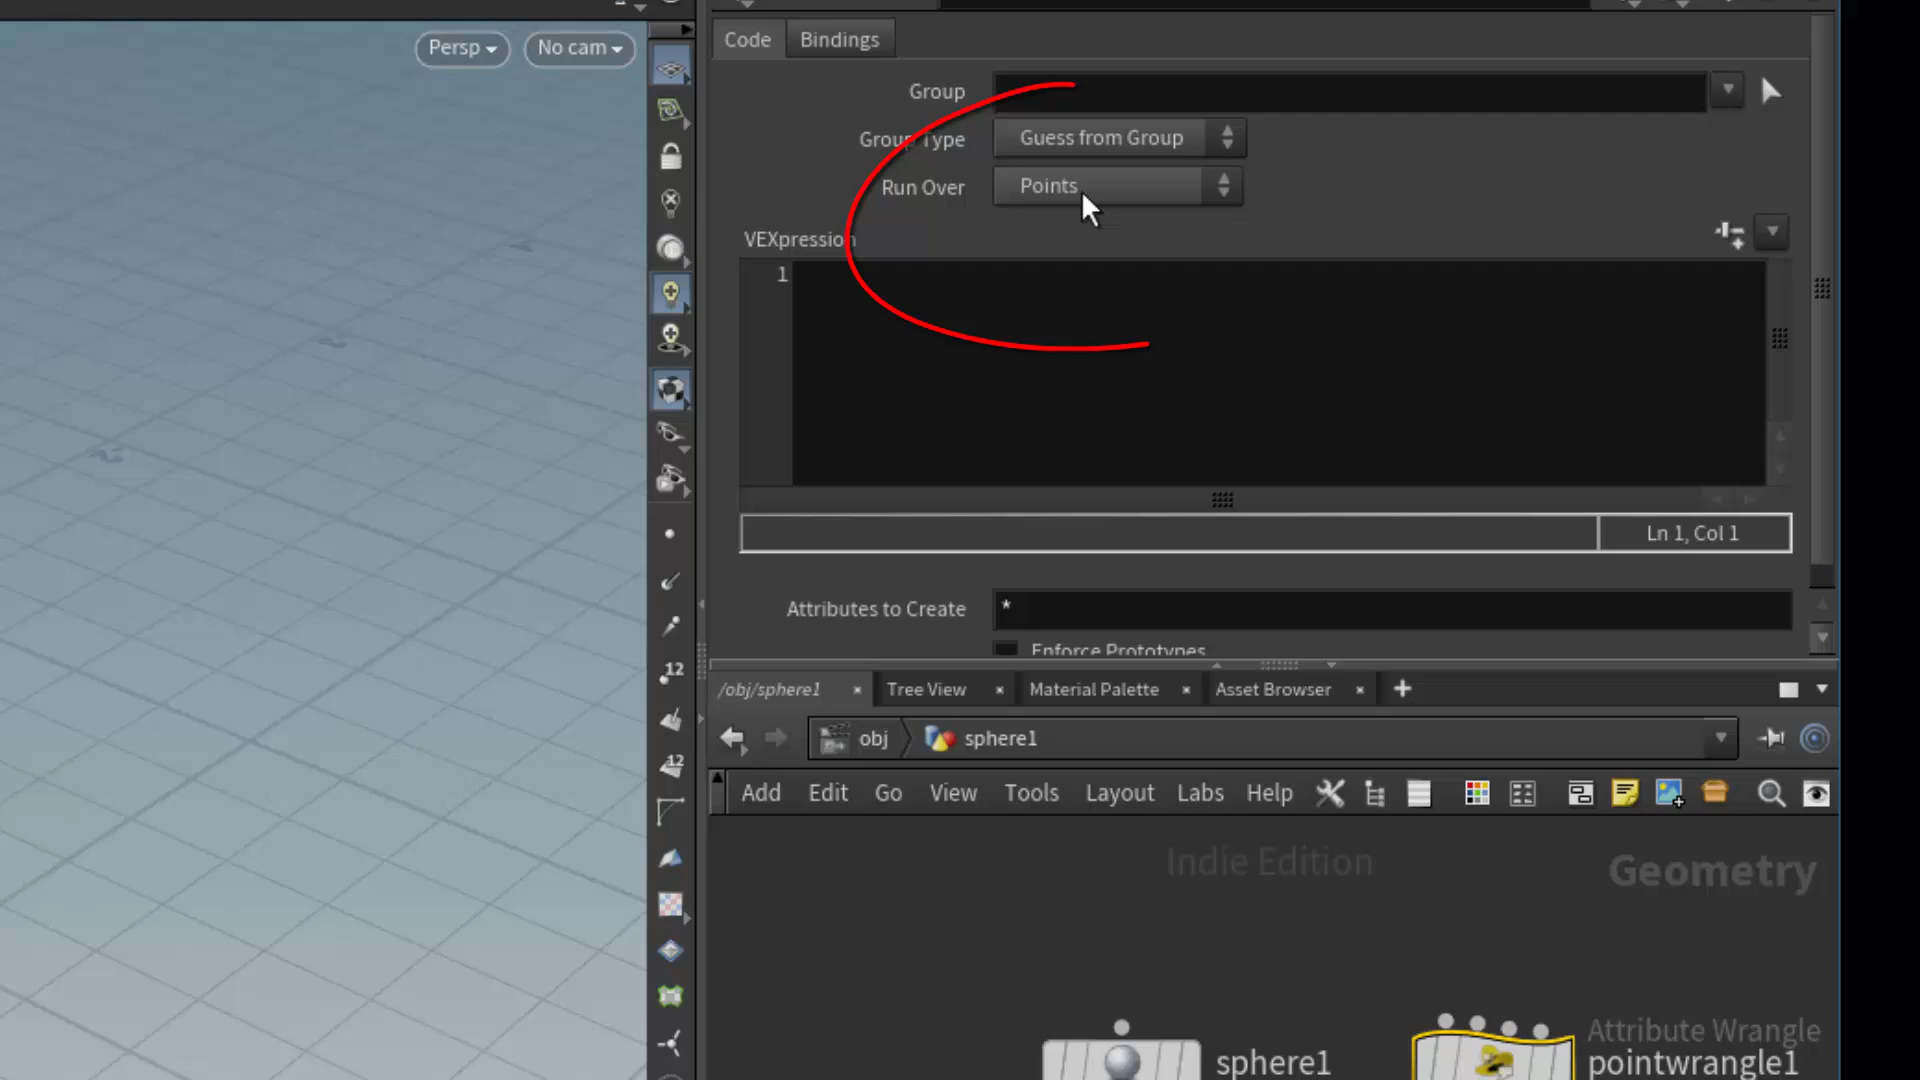 Persp
No cam
Code
Bindings
Group
Group Type
Guess from Group
Run Over
Points
VEXpression
1
Ln 1, Col 1
Attributes to Create
*
Enforce Prototypes
/obj/sphere1
Tree View
Material Palette
Asset Browser
obj
sphere1
12
12
Add
Edit
Go
View
Tools
Layout
Labs
Help
Indie Edition
Geometry
Attribute Wrangle
sphere1
pointwrangle1